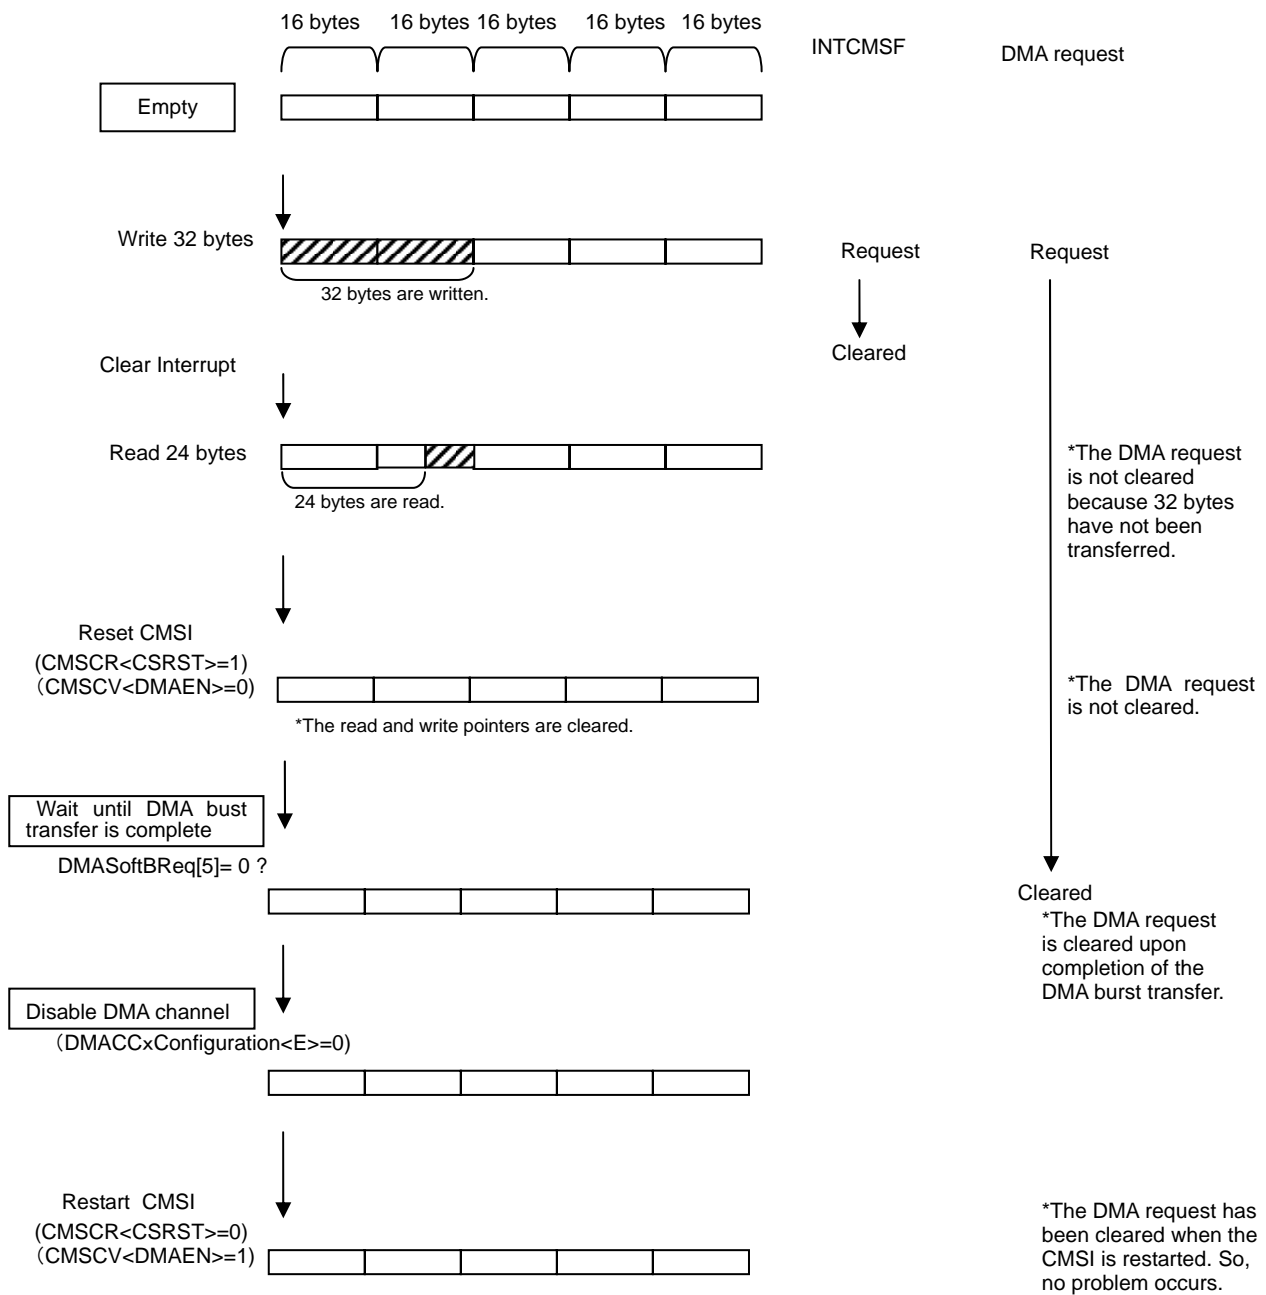 16 bytes 16 bytes 16 bytes 16 bytes 16 bytes
INTCMSF
DMA request
Empty
Write 32 bytes
Request
Request
32 bytes are written.
Cleared
Clear Interrupt
Read 24 bytes
24 bytes are read.
*The DMA request
is not cleared
because 32 bytes
have not been
transferred.
Reset CMSI
(CMSCR<CSRST>=1)
（CMSCV<DMAEN>=0)
*The read and write pointers are cleared.
*The DMA request
is not cleared.
Wait until DMA bust
transfer is complete
DMASoftBReq[5]= 0 ?
Cleared
*The DMA request
is cleared upon
completion of the
DMA burst transfer.
Disable DMA channel
（DMACCxConfiguration<E>=0)
Restart CMSI
(CMSCR<CSRST>=0)
（CMSCV<DMAEN>=1)
*The DMA request has
been cleared when the
CMSI is restarted. So,
no problem occurs.